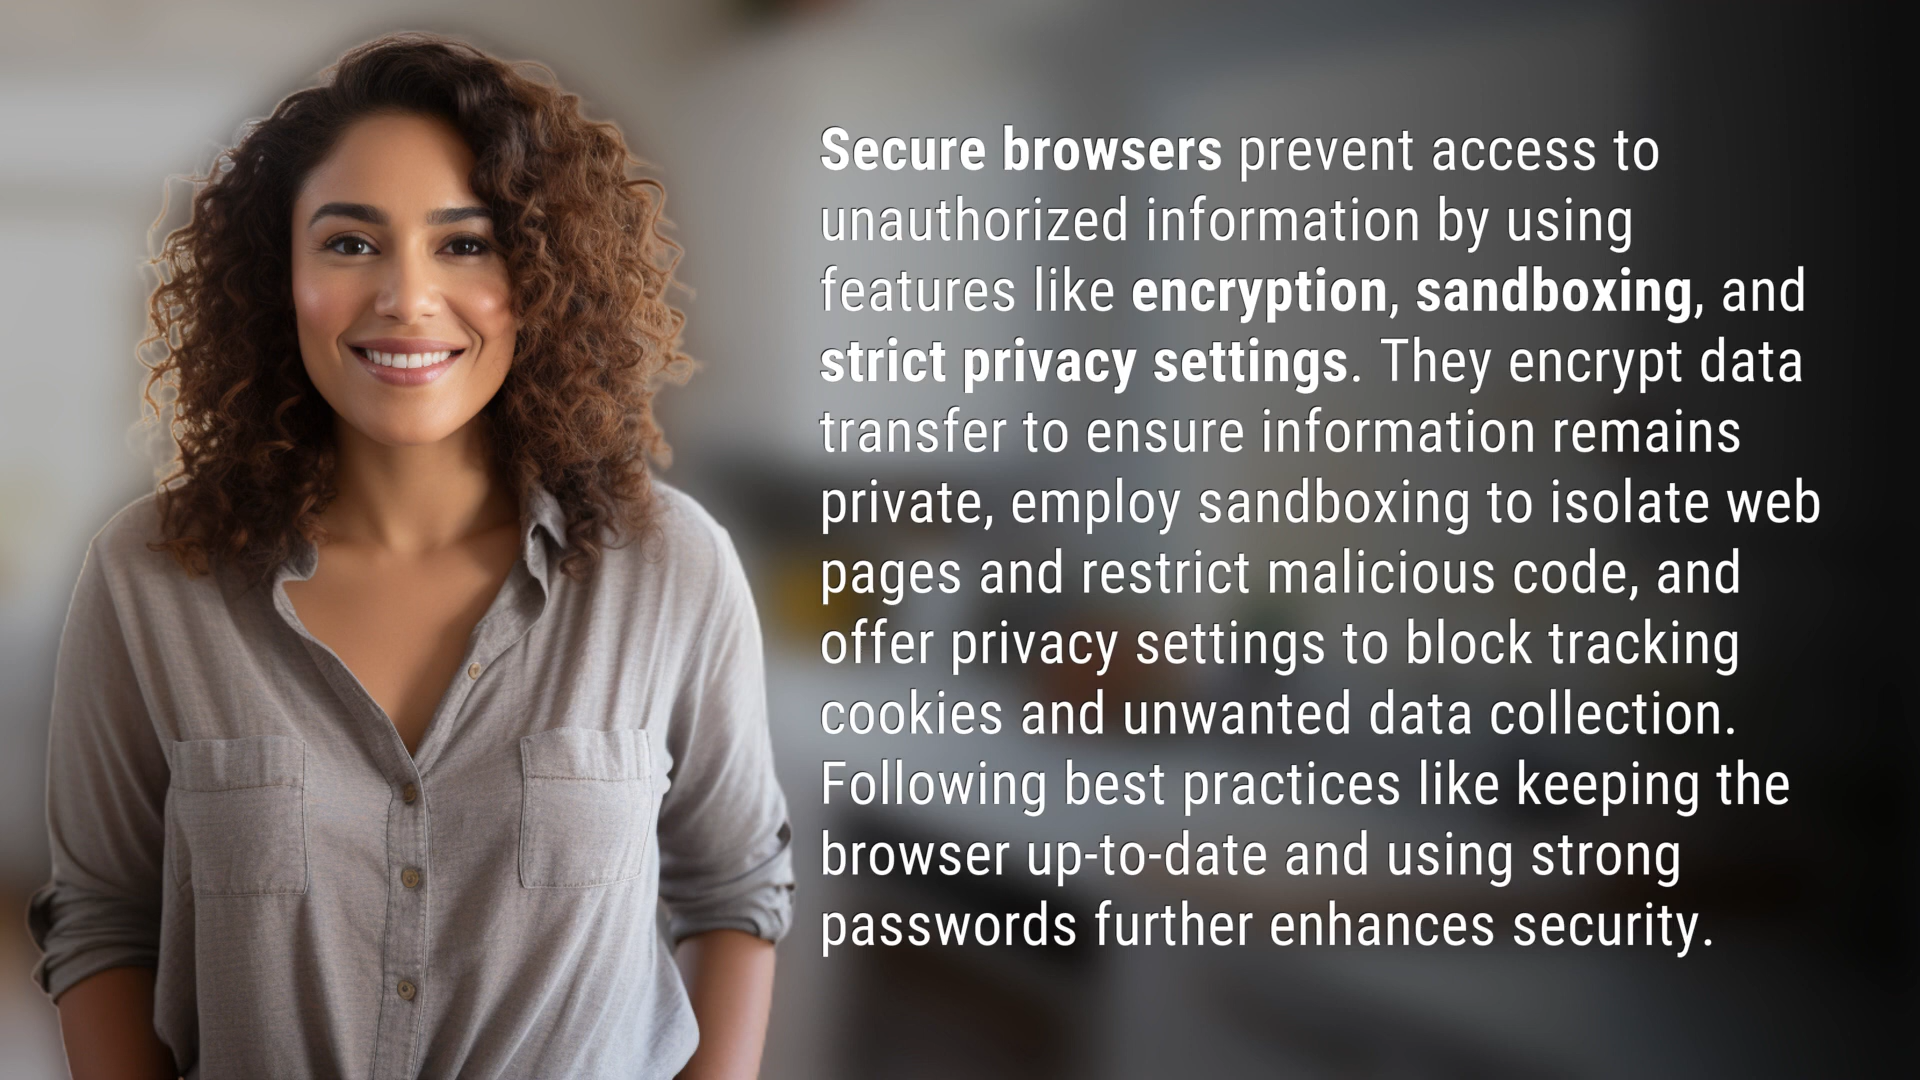 Secure browsers prevent access to
unauthorized information by using
features like encryption, sandboxing, and
strict privacy settings. They encrypt data
transfer to ensure information remains
private, employ sandboxing to isolate web
pages and restrict malicious code, and
offer privacy settings to block tracking
cookies and unwanted data collection.
Following best practices like keeping the
browser up-to-date and using strong
passwords further enhances security.